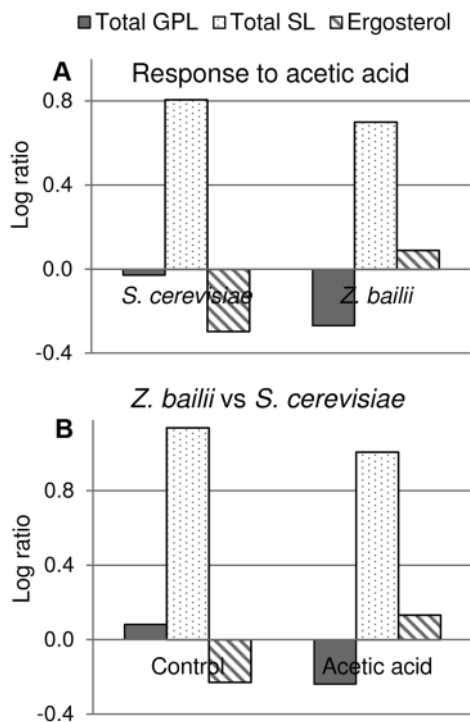 Total GPL Total SL Ergosterol
A Response to acetic acid
0.8
0.4
0.0
-0.4
Log ratio
S. cerevisiae Z. bailii
Z. bailii vs S. cerevisiae
B
0.8
0.4
0.0
-0.4
Log ratio
Control Acetic acid